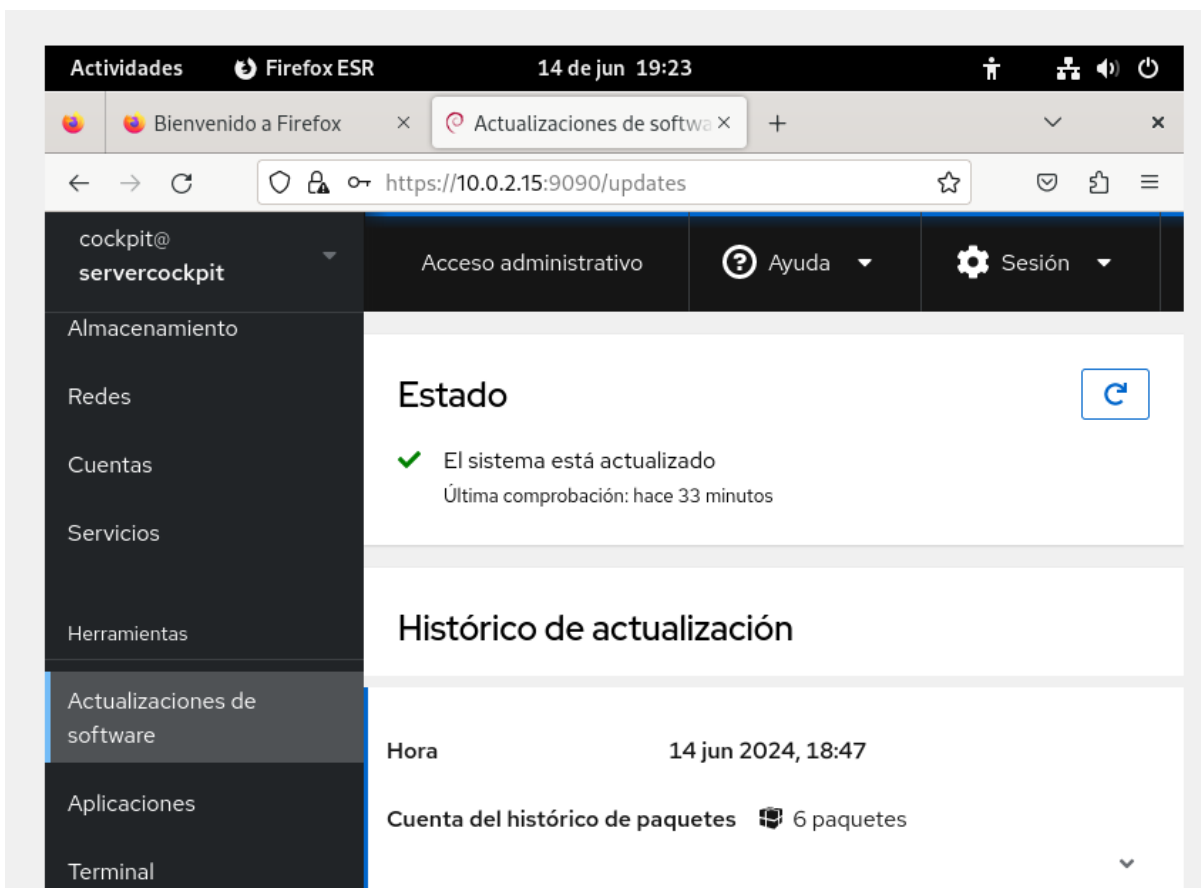 Actividades Firefox ESR 14 de jun 19:23
Bienvenido a Firefox Actualizaciones de softwa
https://10.0.2.15:9090/updates
cockpit@
servercockpit
Acceso administrativo Ayuda Sesión
Almacenamiento
Redes
Cuentas
Servicios
Herramientas
Actualizaciones de
software
Aplicaciones
Terminal
Estado
El sistema está actualizado
Última comprobación: hace 33 minutos
Histórico de actualización
Hora 14 jun 2024, 18:47
Cuenta del histórico de paquetes 6 paquetes